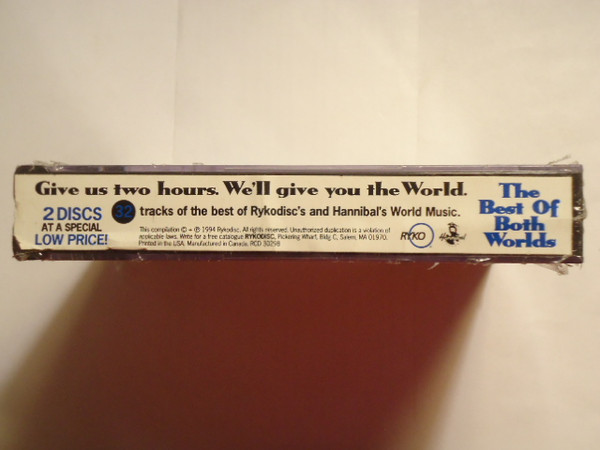 Give us two hours. We'll give you the World.
2 DISCS
AT A SPECIAL
LOW PRICE!
32 tracks of the best of Rykodisc's and Hannibal's World Music.
This compilation © + ℗ 1994 Rykodisc. All rights reserved. Unauthorized duplication is a violation of
applicable laws. Write for a free catalogue RYKODISC, Pickering Wharf, Bldg C, Salem, MA 01970.
Printed in the USA. Manufactured in Canada. RCD 30298
RYKO
The
Best Of
Both
Worlds